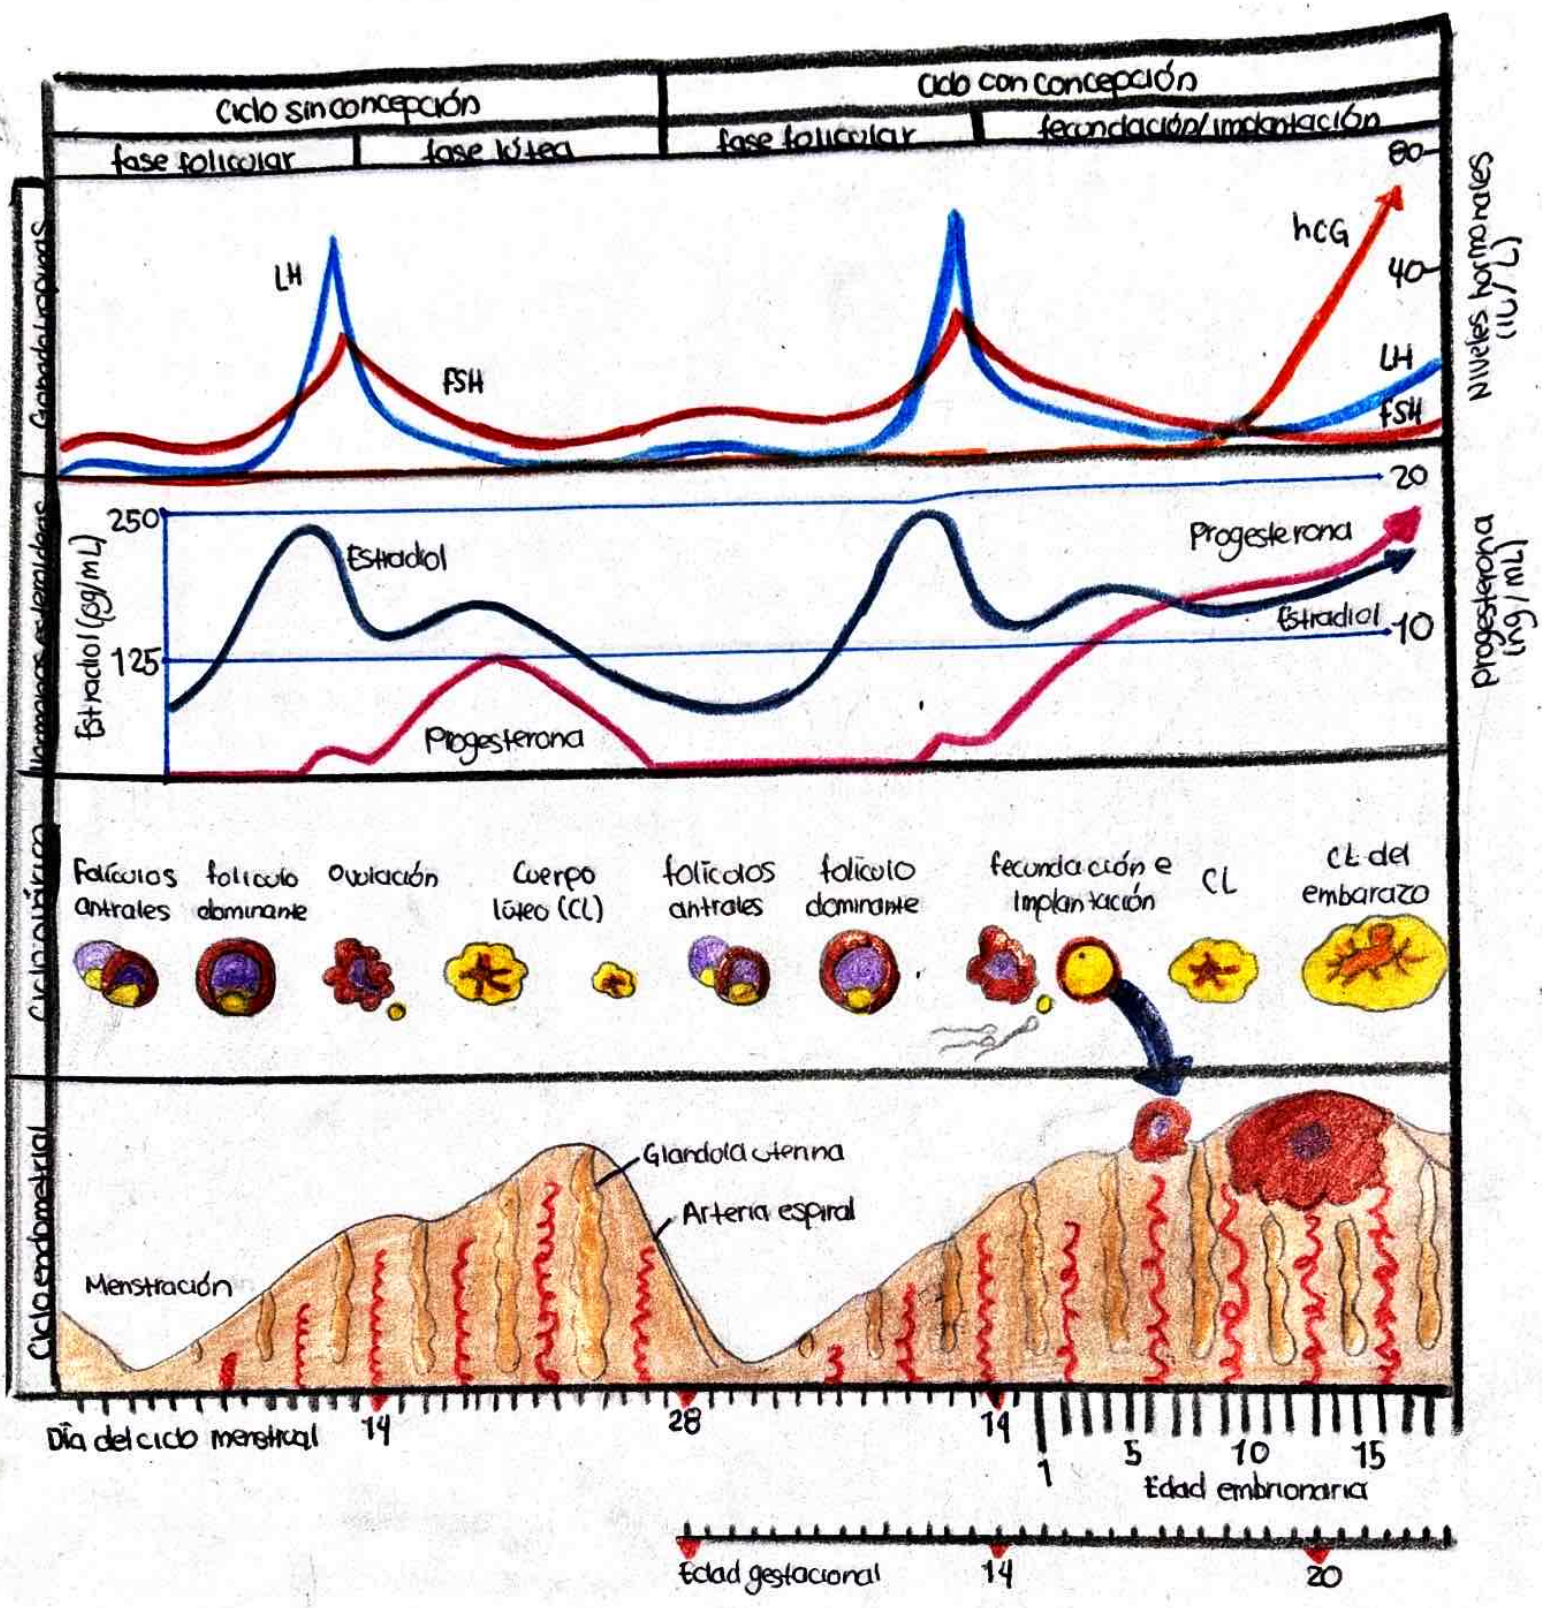 Ciclo sin concepción
Ciclo con concepción
fase folicular
fase lútea
fase folicular
fecundación/implantación
Gonadotropinas
80
40
Niveles hormonales
(IU/L)
hCG
LH
FSH
LH
FSH
Hormonas esteroideas
Estradiol (pg/mL)
250
125
Estradiol
Progesterona
Progesterona
Estradiol
20
10
progesterona
(ng/mL)
Ciclo ovárico
Folículos
antrales
folículo
dominante
Ovulación
Cuerpo
lúteo (CL)
folículos
antrales
folículo
dominante
fecundación e
Implantación
CL
CL del
embarazo
Ciclo endometrial
Menstruación
Glándula uterina
Arteria espiral
Día del ciclo menstrual
14
28
14
1
5
10
15
Edad embrionaria
Edad gestacional
14
20